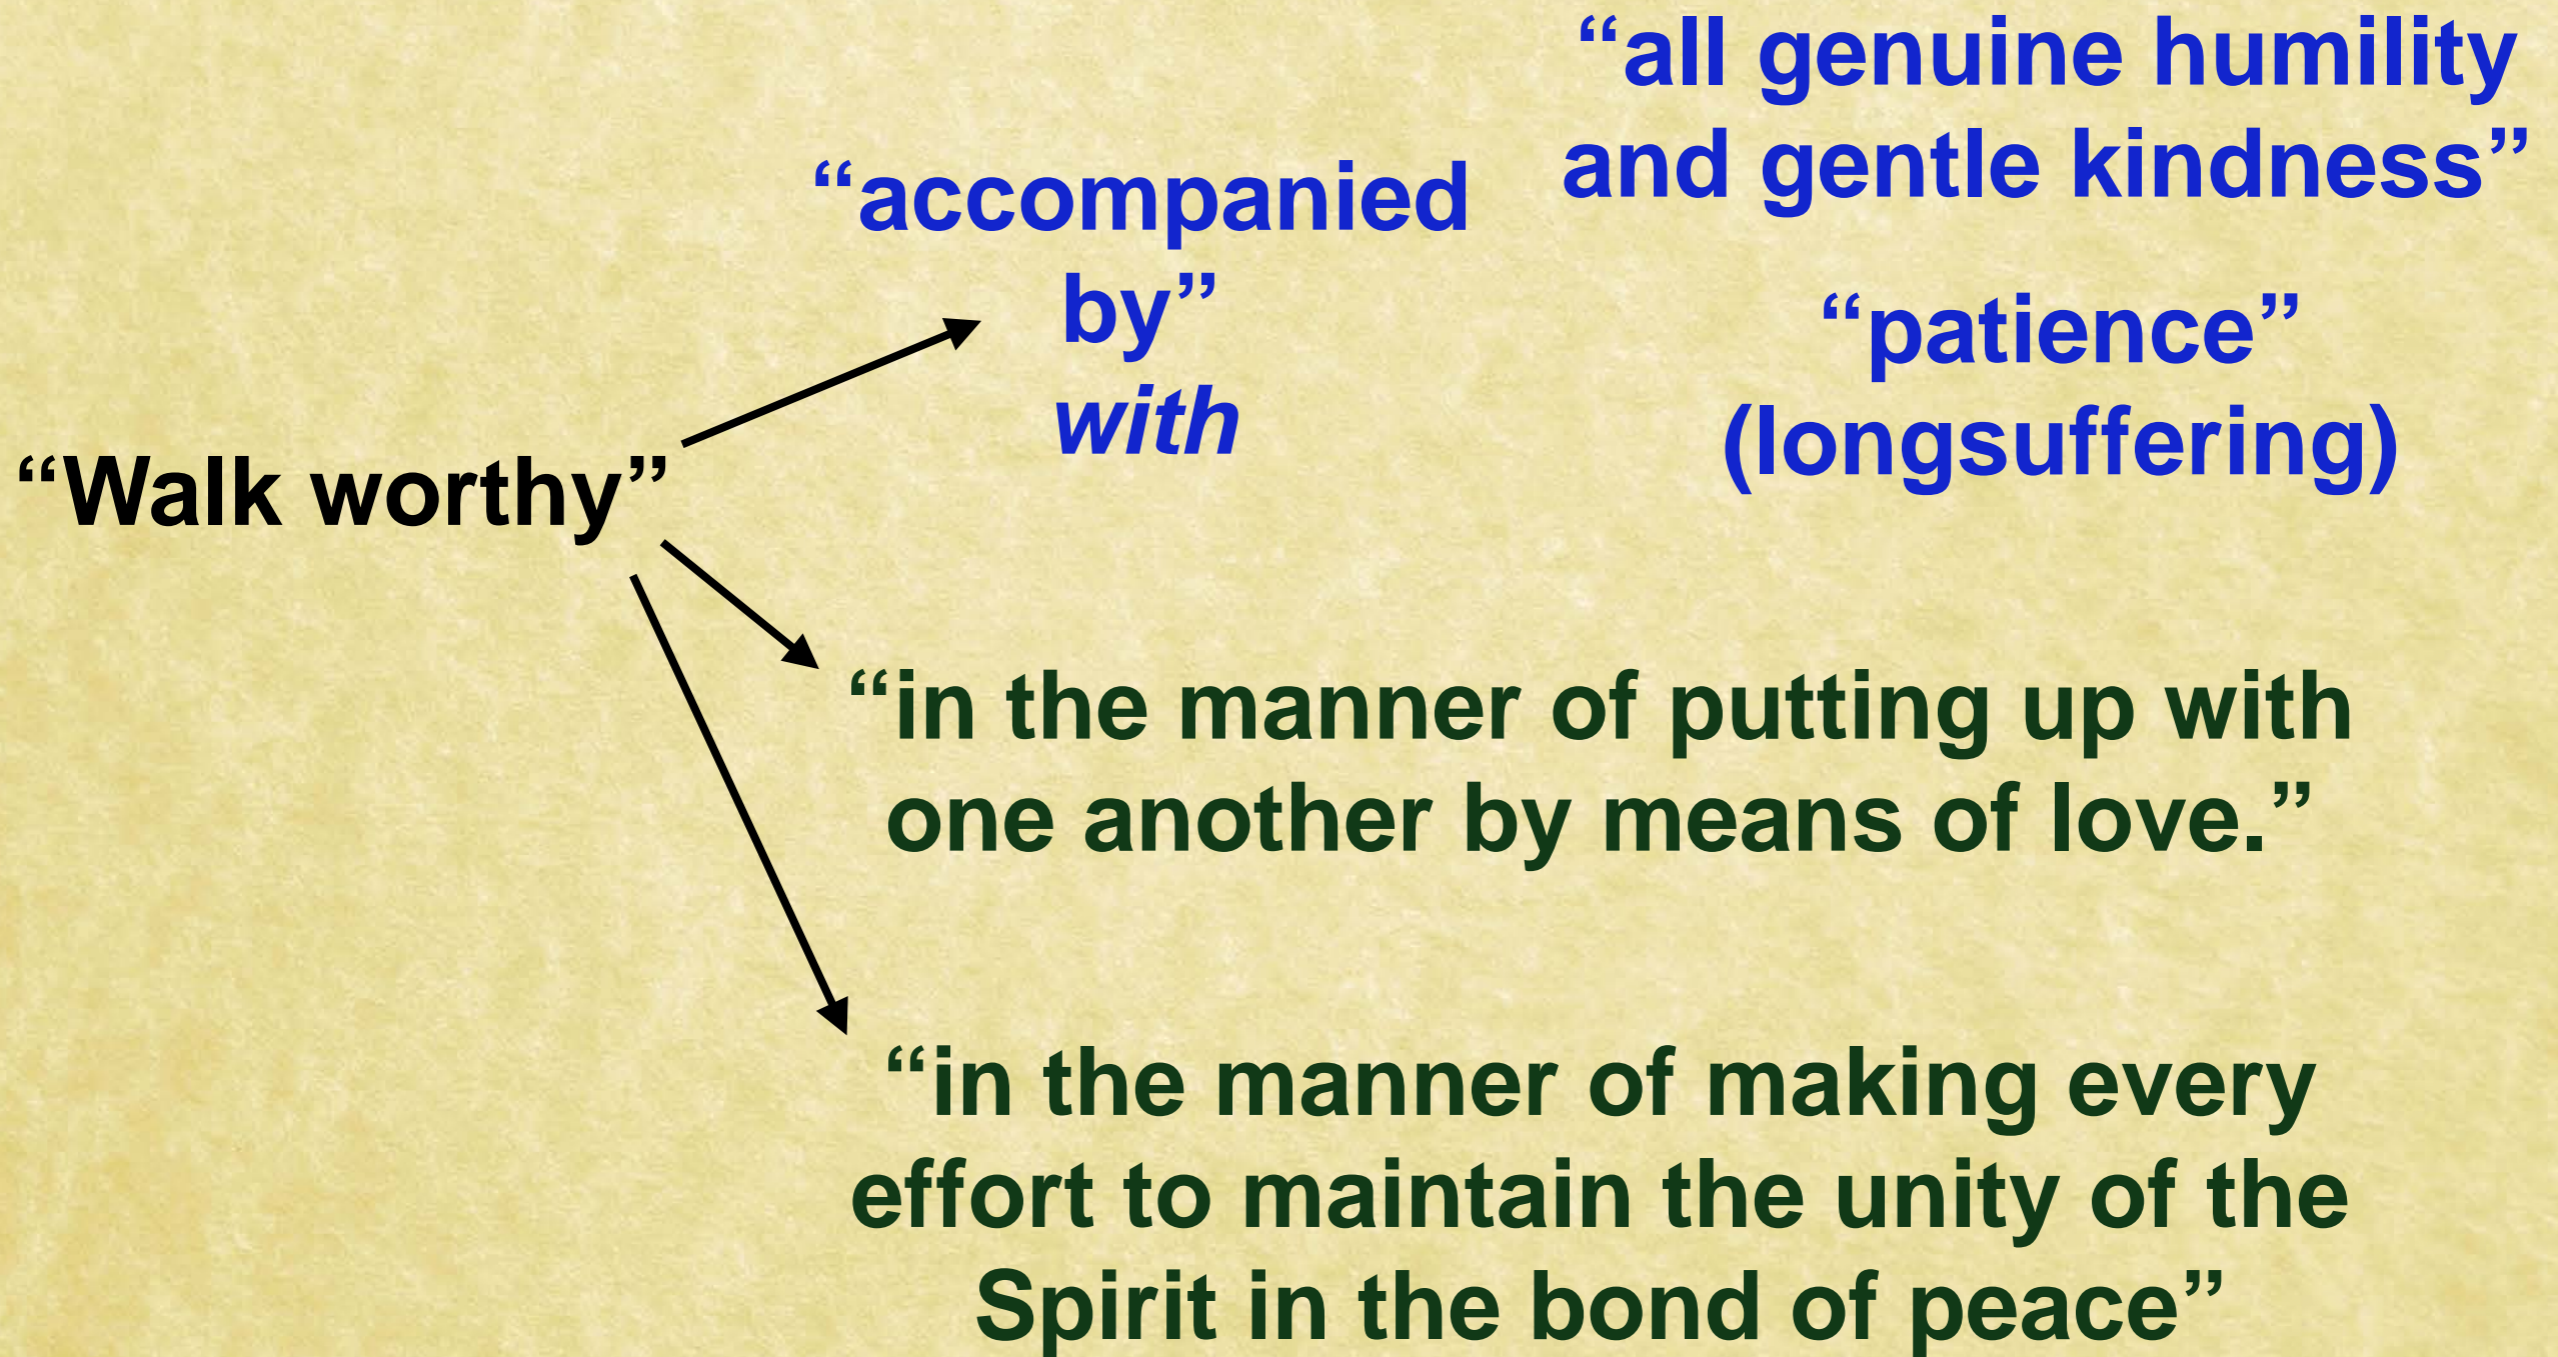 “Walk worthy”
“accompanied
by”
with
“all genuine humility
and gentle kindness”
“patience”
(longsuffering)
“in the manner of putting up with
one another by means of love.”
“in the manner of making every
effort to maintain the unity of the
Spirit in the bond of peace”